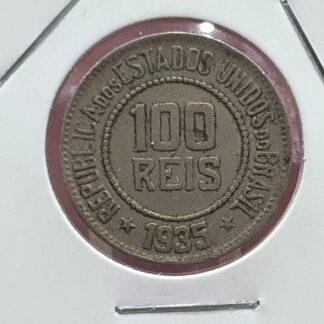 REPUBLICA DOS ESTADOS UNIDOS DO BRASIL
100
REIS
1935